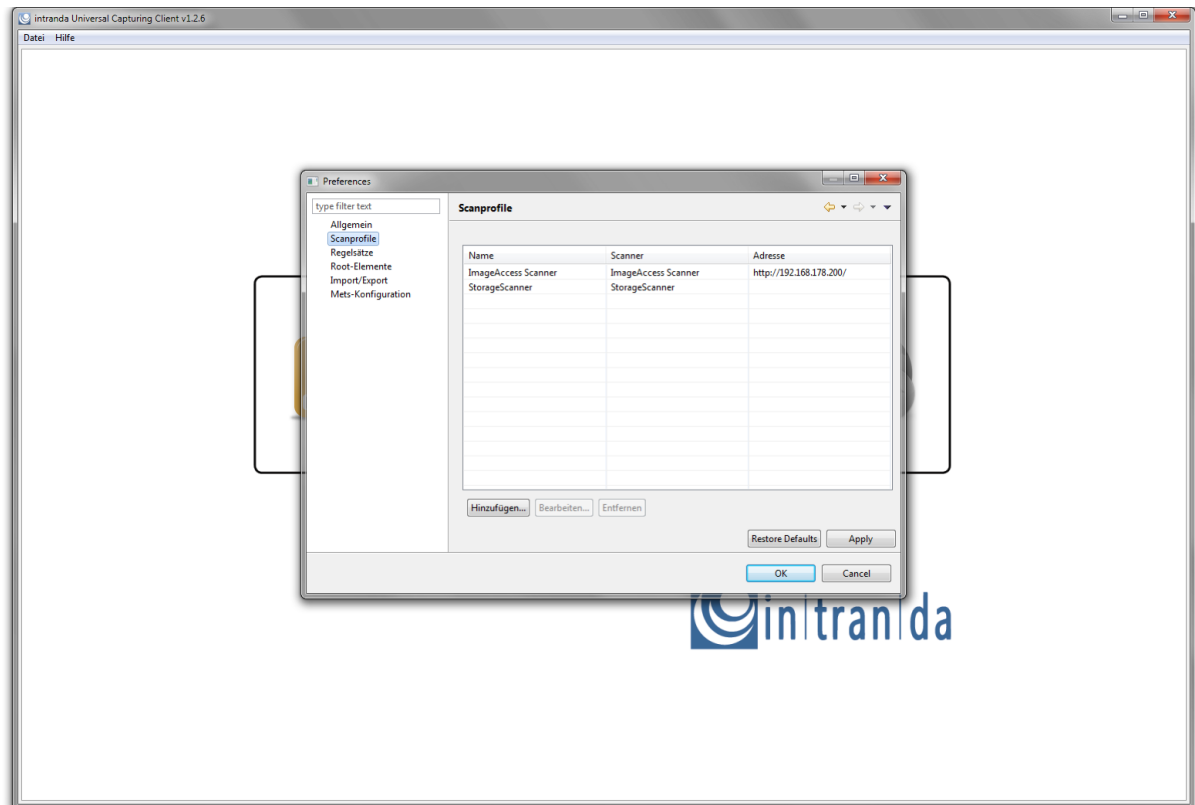 intranda Universal Capturing Client v1.2.6
Datei Hilfe
Preferences
type filter text
Allgemein
Scanprofile
Regelsätze
Root-Elemente
Import/Export
Mets-Konfiguration
Scanprofile
Name Scanner Adresse
ImageAccess Scanner ImageAccess Scanner http://192.168.178.200/
StorageScanner StorageScanner
Hinzufügen... Bearbeiten... Entfernen
Restore Defaults Apply
OK Cancel
in|tran|da